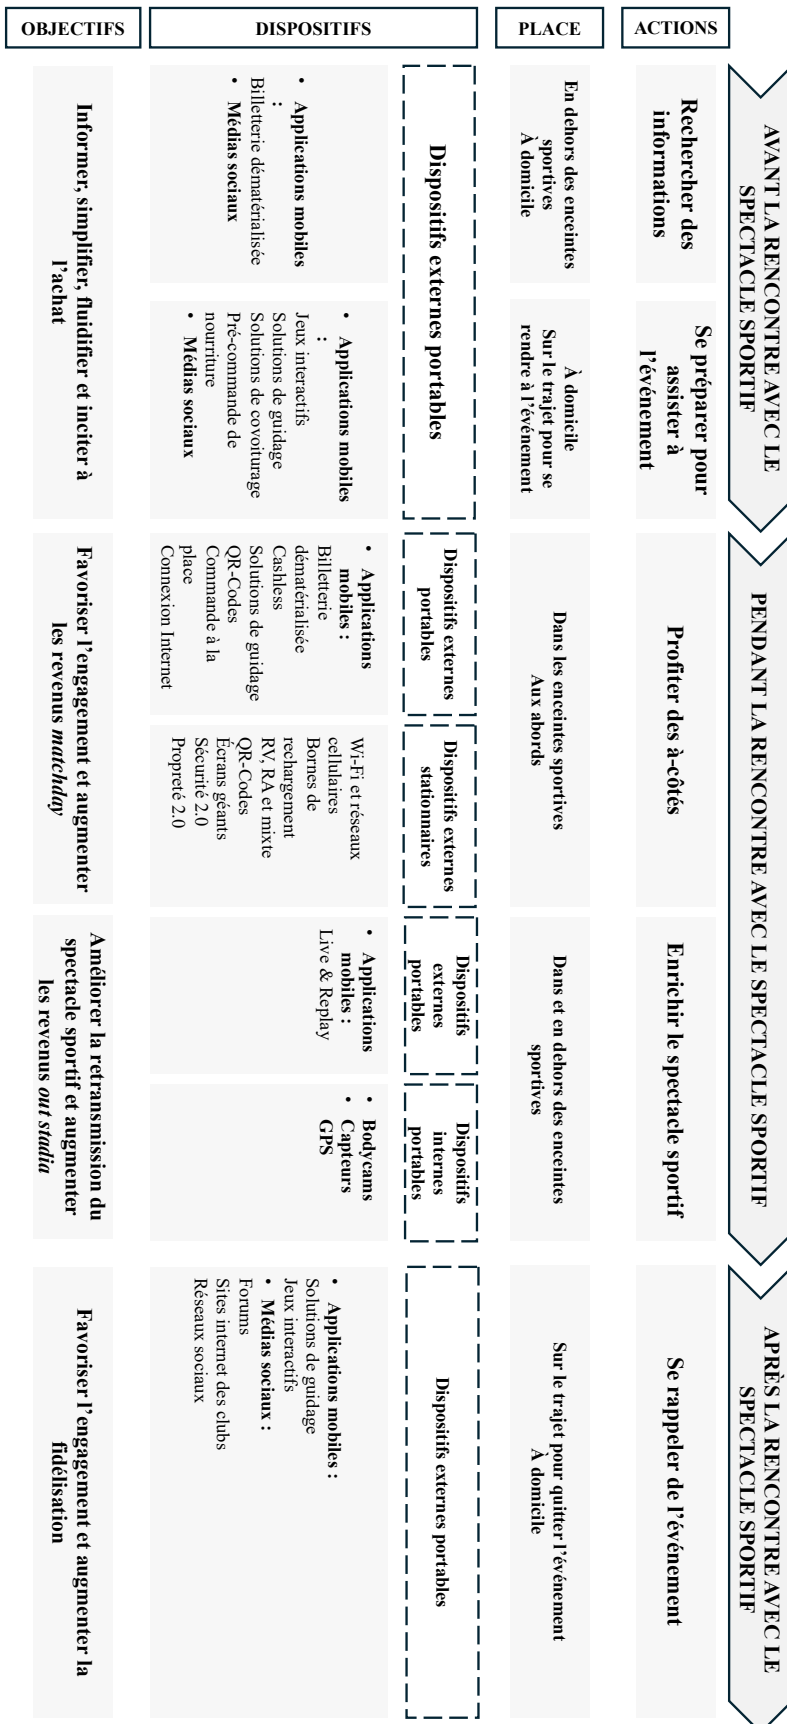 OBJECTIFS
DISPOSITIFS
PLACE
ACTIONS
AVANT LA RENCONTRE AVEC LE
SPECTACLE SPORTIF
PENDANT LA RENCONTRE AVEC LE SPECTACLE SPORTIF
APRÈS LA RENCONTRE AVEC LE
SPECTACLE SPORTIF
Rechercher des
informations
Se préparer pour
assister à
l’événement
Profiter des à-côtés
Enrichir le spectacle sportif
Se rappeler de l’événement
En dehors des enceintes
sportives
À domicile
À domicile
Sur le trajet pour se
rendre à l’événement
Dans les enceintes sportives
Aux abords
Dans et en dehors des enceintes
sportives
Sur le trajet pour quitter l’événement
À domicile
Dispositifs externes portables
Dispositifs externes
portables
Dispositifs externes
stationnaires
Dispositifs
externes
portables
Dispositifs
internes
portables
Dispositifs externes portables
• Applications mobiles
:
Billetterie dématérialisée
• Médias sociaux
• Applications mobiles
:
Jeux interactifs
Solutions de guidage
Solutions de covoiturage
Pré-commande de
nourriture
• Médias sociaux
• Applications
mobiles :
Billetterie
dématérialisée
Cashless
Solutions de guidage
QR-Codes
Commande à la
place
Connexion Internet
Wi-Fi et réseaux
cellulaires
Bornes de
rechargement
RV, RA et mixte
QR-Codes
Écrans géants
Sécurité 2.0
Propreté 2.0
• Applications
mobiles :
Live & Replay
• Bodycams
• Capteurs
GPS
• Applications mobiles :
Solutions de guidage
Jeux interactifs
• Médias sociaux :
Forums
Sites internet des clubs
Réseaux sociaux
Informer, simplifier, fluidifier et inciter à
l’achat
Favoriser l’engagement et augmenter
les revenus matchday
Améliorer la retransmission du
spectacle sportif et augmenter
les revenus out stadia
Favoriser l’engagement et augmenter la
fidélisation